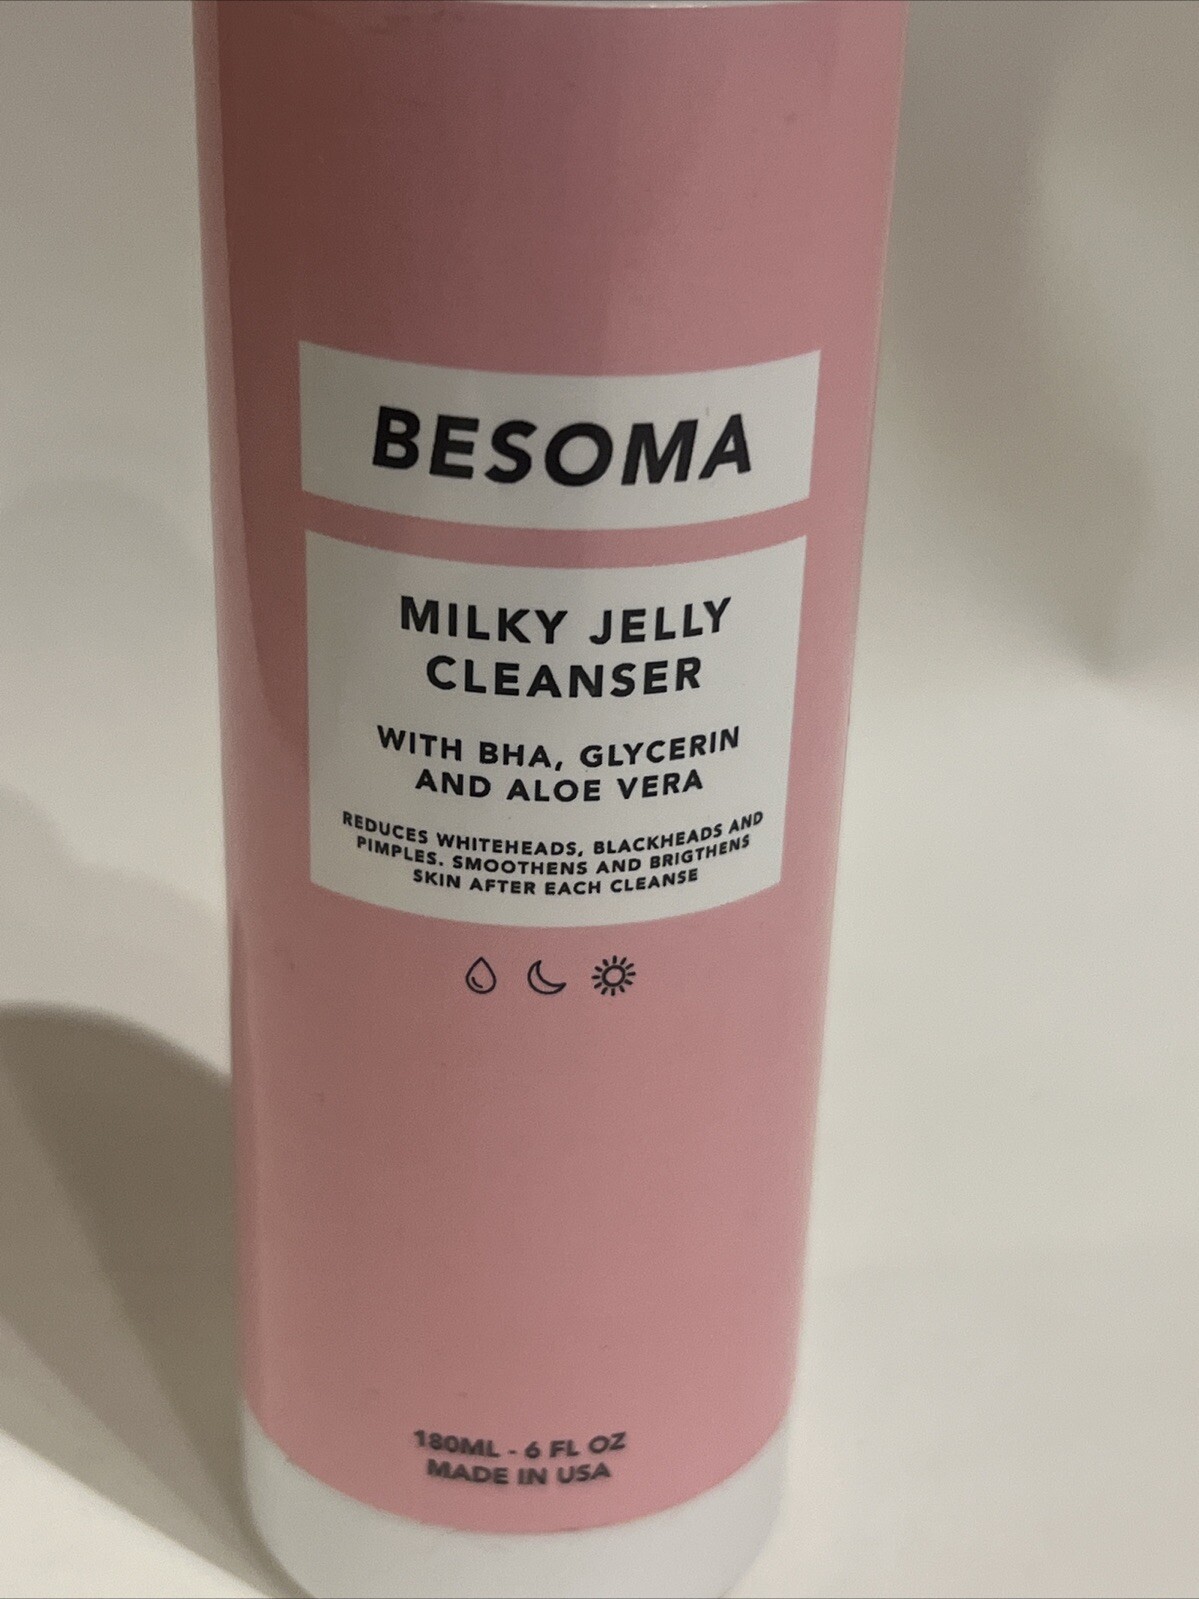 BESOMA
MILKY JELLY
CLEANSER
WITH BHA, GLYCERIN
AND ALOE VERA
REDUCES WHITEHEADS, BLACKHEADS AND
PIMPLES. SMOOTHENS AND BRIGTHENS
SKIN AFTER EACH CLEANSE
180ML - 6 FL OZ
MADE IN USA